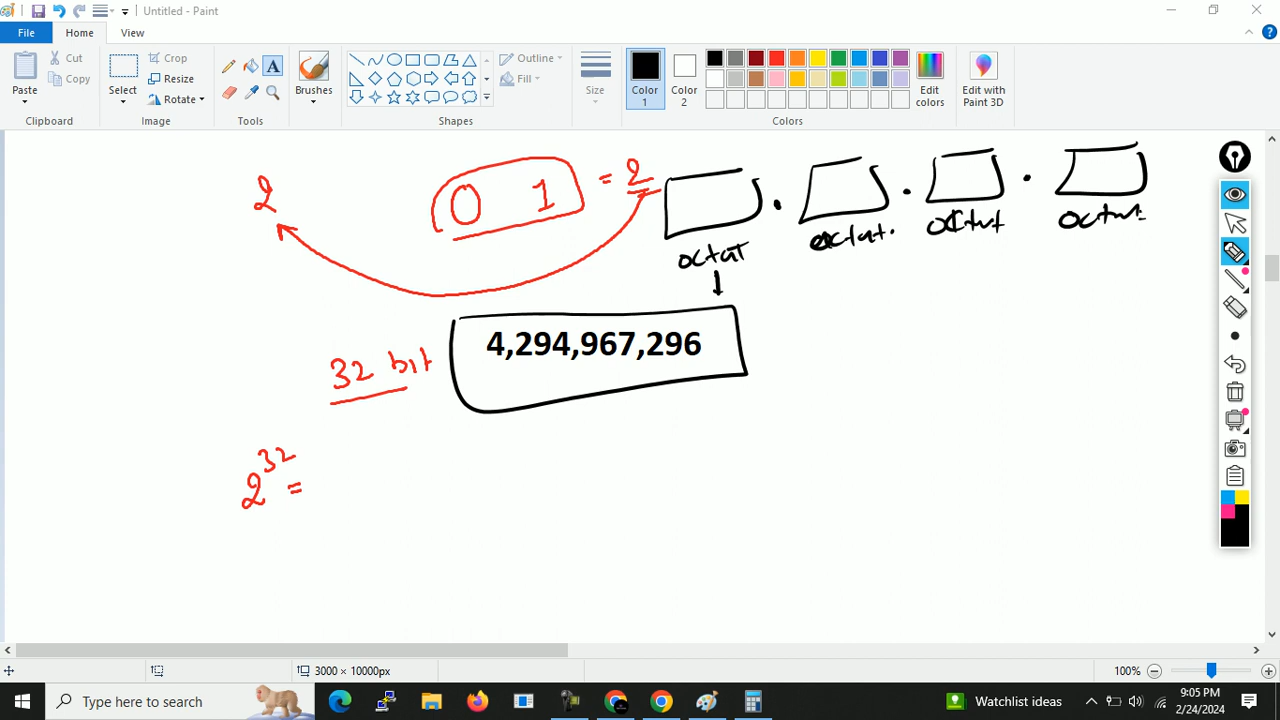 Untitled - Paint
File Home View
Paste
Cut
Copy
Clipboard
Select
Crop
Resize
Rotate
Image
Tools
Brushes
Shapes
Outline
Fill
Size
Color 1
Color 2
Edit colors
Colors
Edit with Paint 3D
2
0 1 = 2
octat octat. octut octut
32 bit
4,294,967,296
2^32 =
3000 × 10000px
100%
Type here to search
Watchlist ideas
9:05 PM
2/24/2024